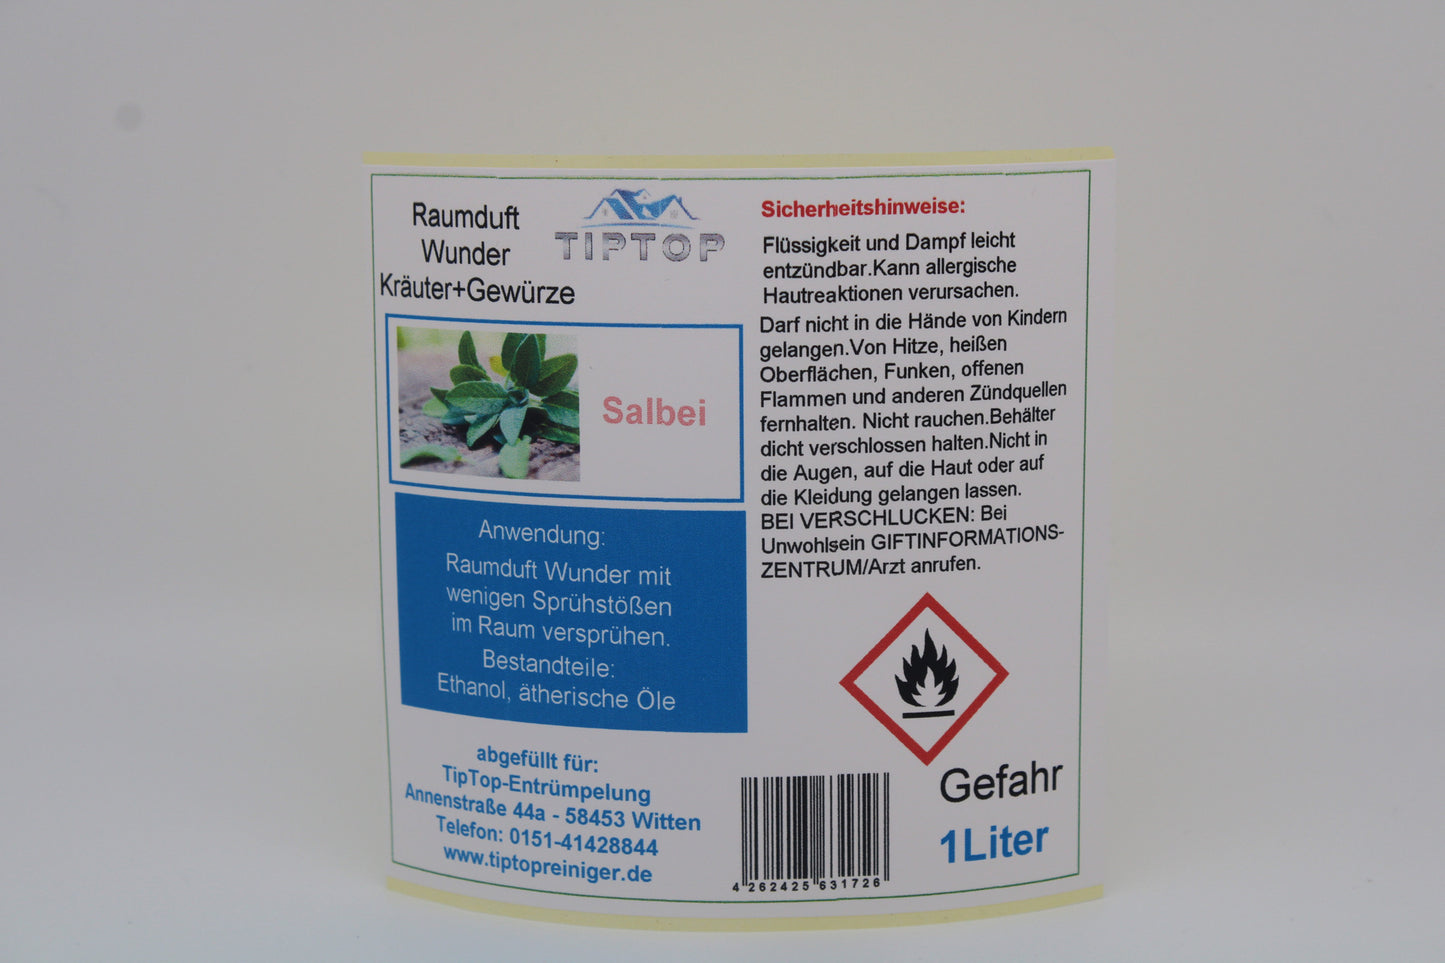 Raumduft
Wunder
Kräuter+Gewürze
TIPTOP
Salbei
Anwendung:
Raumduft Wunder mit
wenigen Sprühstößen
im Raum versprühen.
Bestandteile:
Ethanol, ätherische Öle
abgefüllt für:
TipTop-Entrümpelung
Annenstraße 44a - 58453 Witten
Telefon: 0151-41428844
www.tiptopreiniger.de
Sicherheitshinweise:
Flüssigkeit und Dampf leicht
entzündbar.Kann allergische
Hautreaktionen verursachen.
Darf nicht in die Hände von Kindern
gelangen.Von Hitze, heißen
Oberflächen, Funken, offenen
Flammen und anderen Zündquellen
fernhalten. Nicht rauchen.Behälter
dicht verschlossen halten.Nicht in
die Augen, auf die Haut oder auf
die Kleidung gelangen lassen.
BEI VERSCHLUCKEN: Bei
Unwohlsein GIFTINFORMATIONS-
ZENTRUM/Arzt anrufen.
Gefahr
1Liter
4 262425 631726